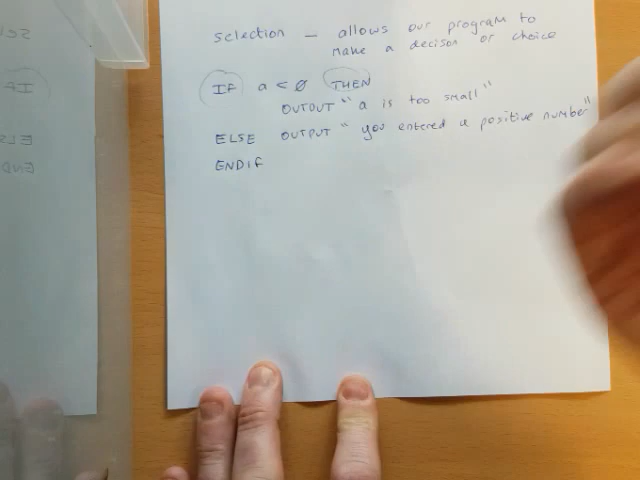 selection – allows our program to
make a decison or choice
IF a < Ø THEN
OUTOUT "a is too small"
ELSE OUTPUT "you entered a positive number"
ENDIF